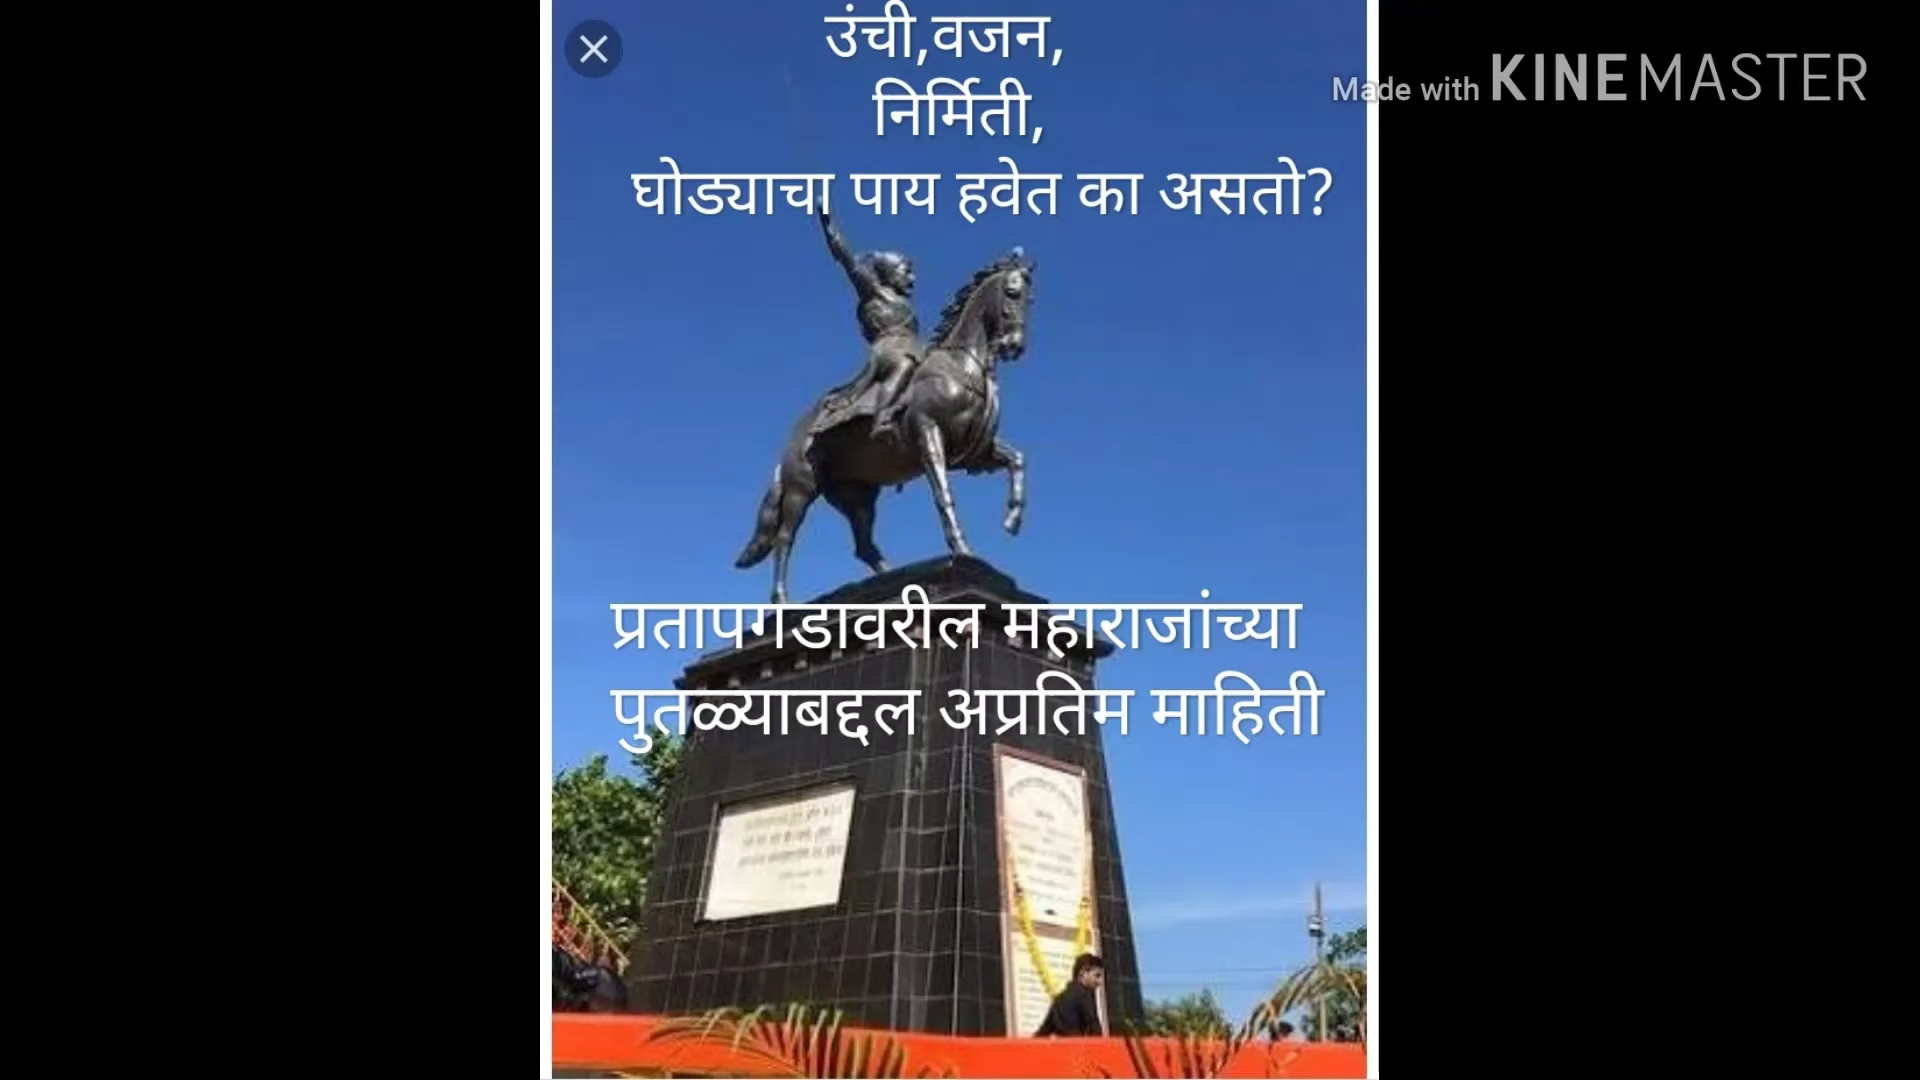 उंची,वजन,
निर्मिती,
घोड्याचा पाय हवेत का असतो?
Made with KINEMASTER
प्रतापगडावरील महाराजांच्या
पुतळ्याबद्दल अप्रतिम माहिती